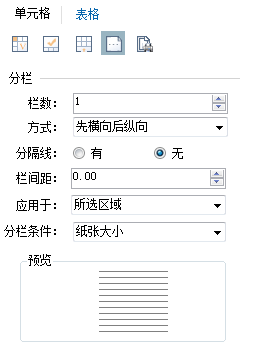 单元格 表格
分栏
栏数： 1
方式： 先横向后纵向
分隔线： 有 无
栏间距： 0.00
应用于： 所选区域
分栏条件： 纸张大小
预览